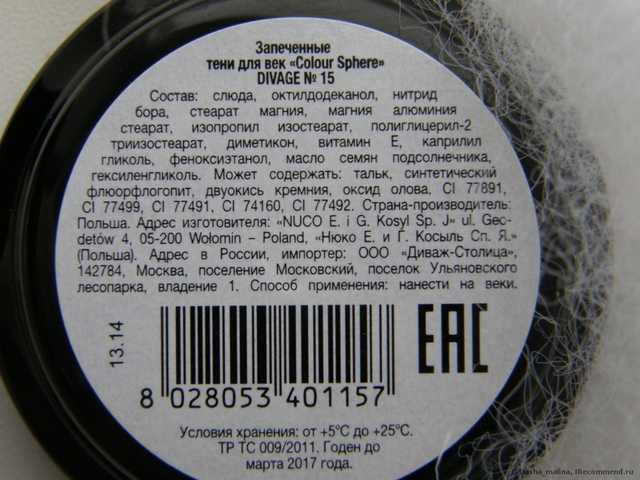 Запеченные
тени для век «Colour Sphere»
DIVAGE № 15
Состав: слюда, октилдодеканол, нитрид
бора, стеарат магния, магния алюминия
стеарат, изопропил изостеарат, полиглицерил-2
триизостеарат, диметикон, витамин Е, каприлил
гликоль, феноксиэтанол, масло семян подсолнечника,
гексиленгликоль. Может содержать: тальк, синтетический
флюорфлогопит, двуокись кремния, оксид олова, CI 77891,
CI 77499, CI 77491, CI 74160, CI 77492. Страна-производитель:
Польша. Адрес изготовителя: «NUCO E. i G. Kosyl Sp. J» ul. Geo-
detów 4, 05-200 Wołomin – Poland, «Нюко Е. и Г. Косыль Сп. Я.»
(Польша). Адрес в России, импортер: ООО «Диваж-Столица»,
142784, Москва, поселение Московский, поселок Ульяновского
лесопарка, владение 1. Способ применения: нанести на веки.
13.14
EAC
8 028053 401157
Условия хранения: от +5°C до +25°C.
ТР ТС 009/2011. Годен до
марта 2017 года.